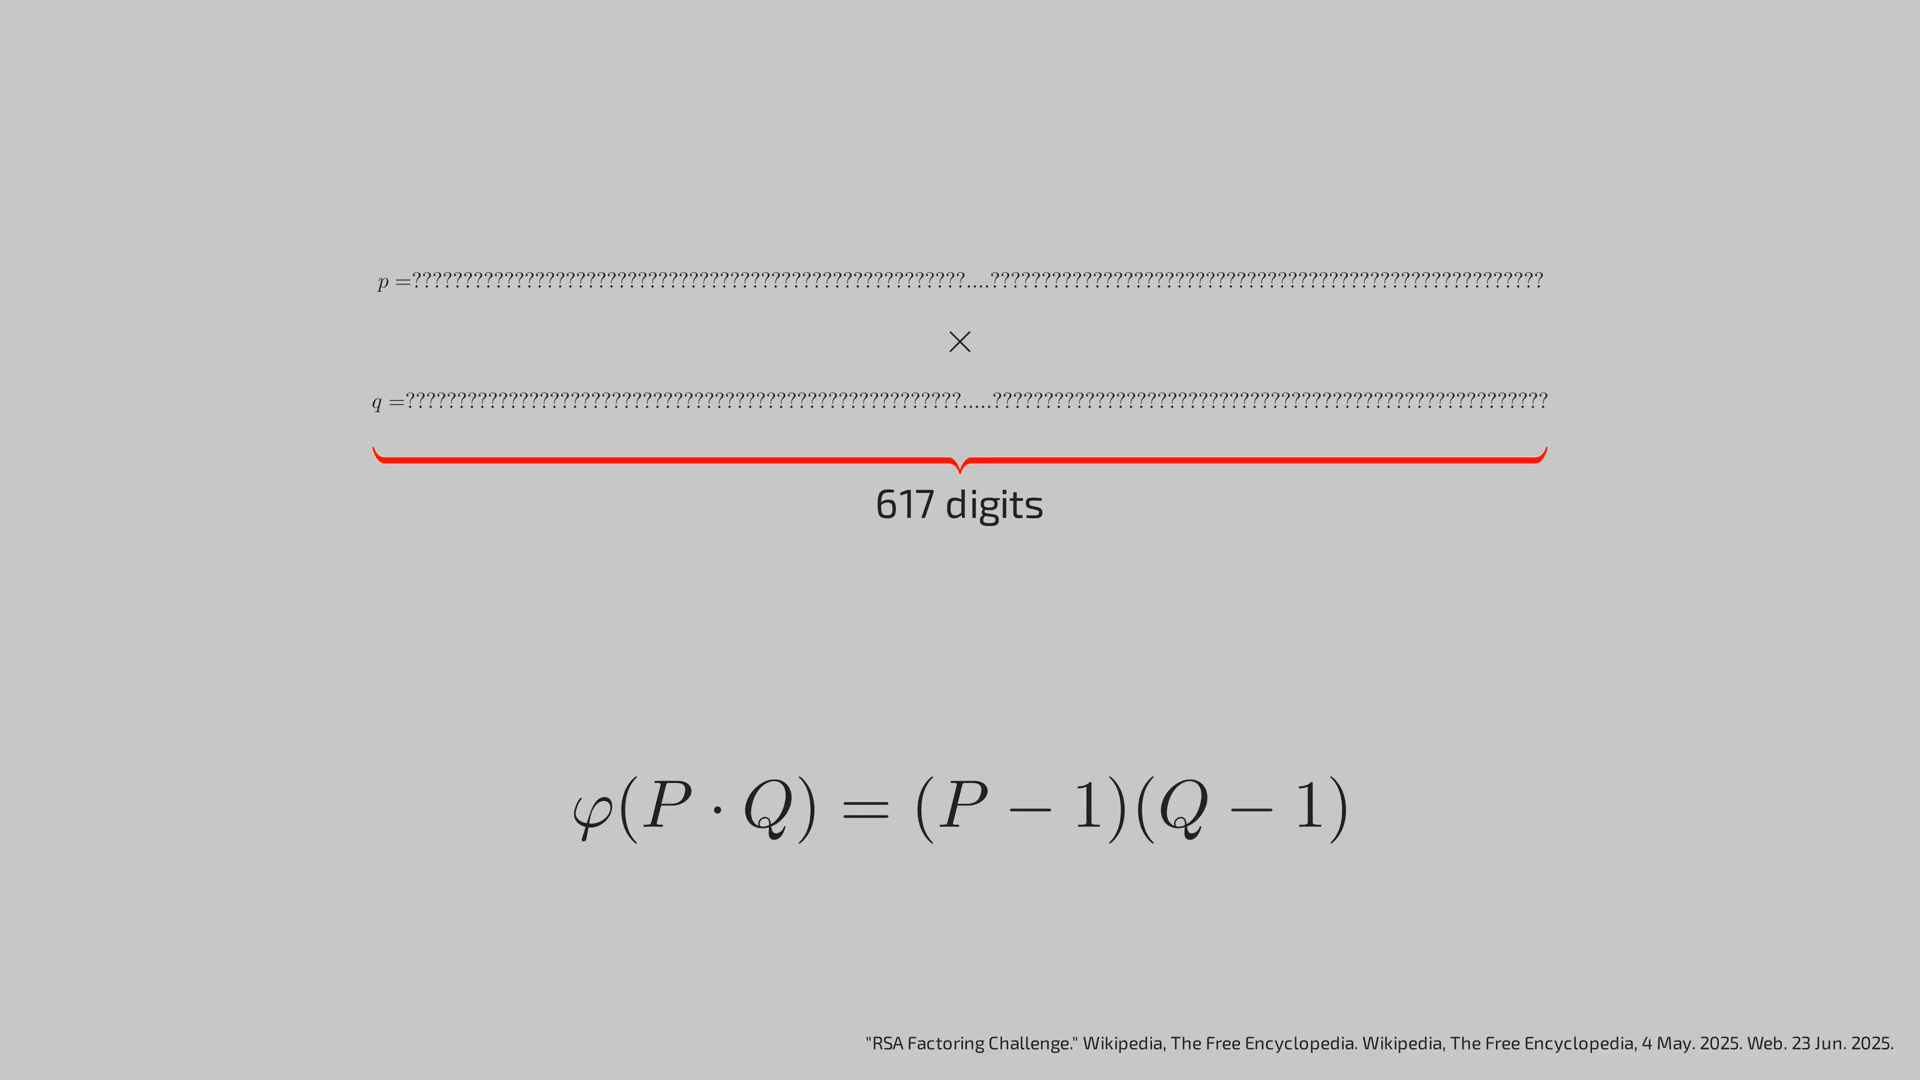 p =??????????????????????????????????????????????????????....??????????????????????????????????????????????????????
×
q =??????????????????????????????????????????????????????.....??????????????????????????????????????????????????????
617 digits
φ(P · Q) = (P − 1)(Q − 1)
"RSA Factoring Challenge." Wikipedia, The Free Encyclopedia. Wikipedia, The Free Encyclopedia, 4 May. 2025. Web. 23 Jun. 2025.